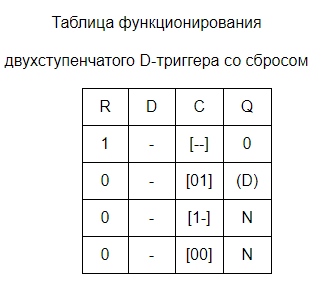 Таблица функционирования
двухступенчатого D-триггера со сбросом
R D C Q
1 - [--] 0
0 - [01] (D)
0 - [1-] N
0 - [00] N